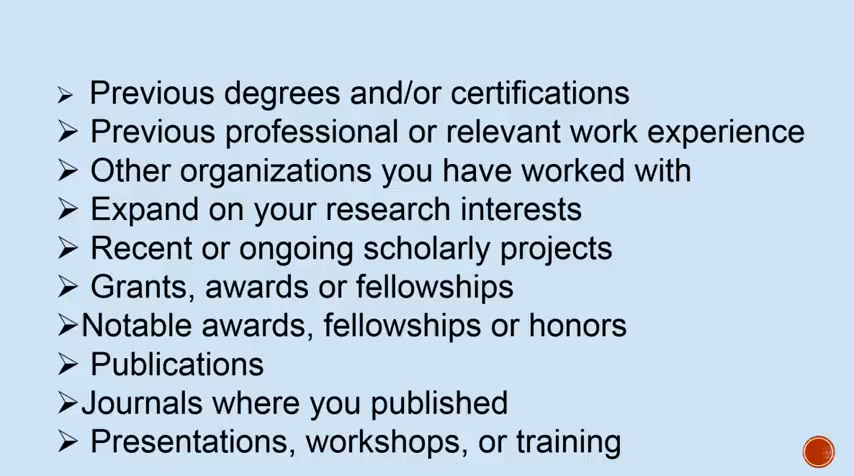 ➢ Previous degrees and/or certifications
➢ Previous professional or relevant work experience
➢ Other organizations you have worked with
➢ Expand on your research interests
➢ Recent or ongoing scholarly projects
➢ Grants, awards or fellowships
➢Notable awards, fellowships or honors
➢ Publications
➢Journals where you published
➢ Presentations, workshops, or training